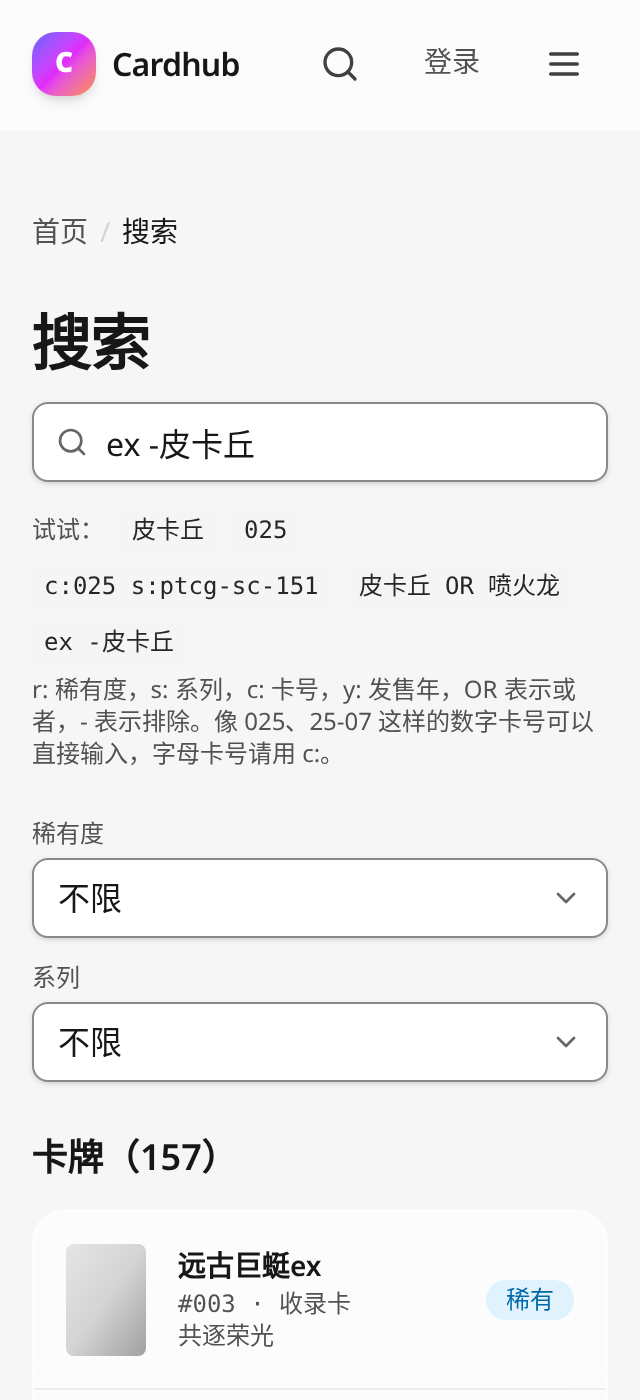 C Cardhub 登录
首页 / 搜索
搜索
ex -皮卡丘
试试： 皮卡丘 025
c:025 s:ptcg-sc-151 皮卡丘 OR 喷火龙
ex -皮卡丘
r: 稀有度，s: 系列，c: 卡号，y: 发售年，OR 表示或
者，- 表示排除。像 025、25-07 这样的数字卡号可以
直接输入，字母卡号请用 c:。
稀有度
不限
系列
不限
卡牌（157）
远古巨蜓ex
#003 · 收录卡
共逐荣光
稀有